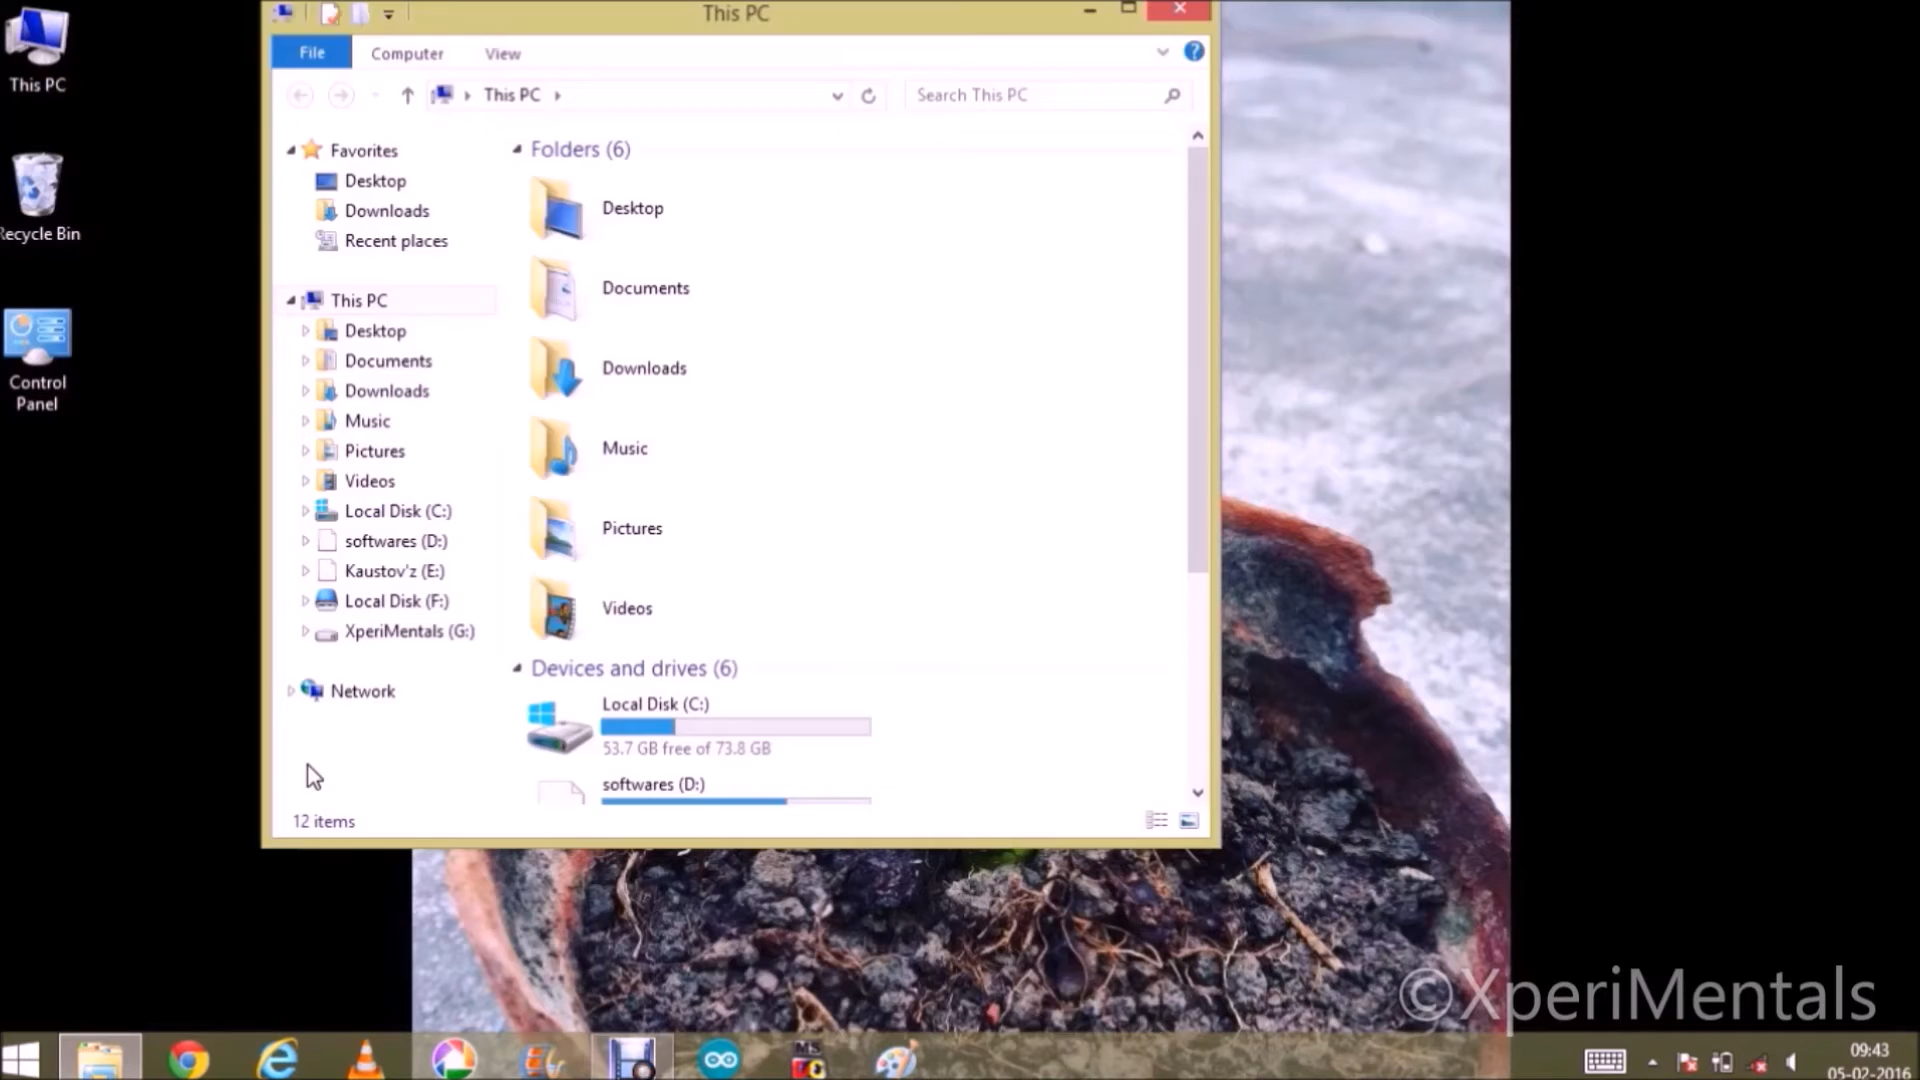 This PC
File
Computer
View
This PC
Search This PC
This PC
Recycle Bin
Control
Panel
Favorites
Desktop
Downloads
Recent places
This PC
Desktop
Documents
Downloads
Music
Pictures
Videos
Local Disk (C:)
softwares (D:)
Kaustov'z (E:)
Local Disk (F:)
XperiMentals (G:)
Network
Folders (6)
Desktop
Documents
Downloads
Music
Pictures
Videos
Devices and drives (6)
Local Disk (C:)
53.7 GB free of 73.8 GB
softwares (D:)
12 items
©XperiMentals
MS
09:43
05-02-2016